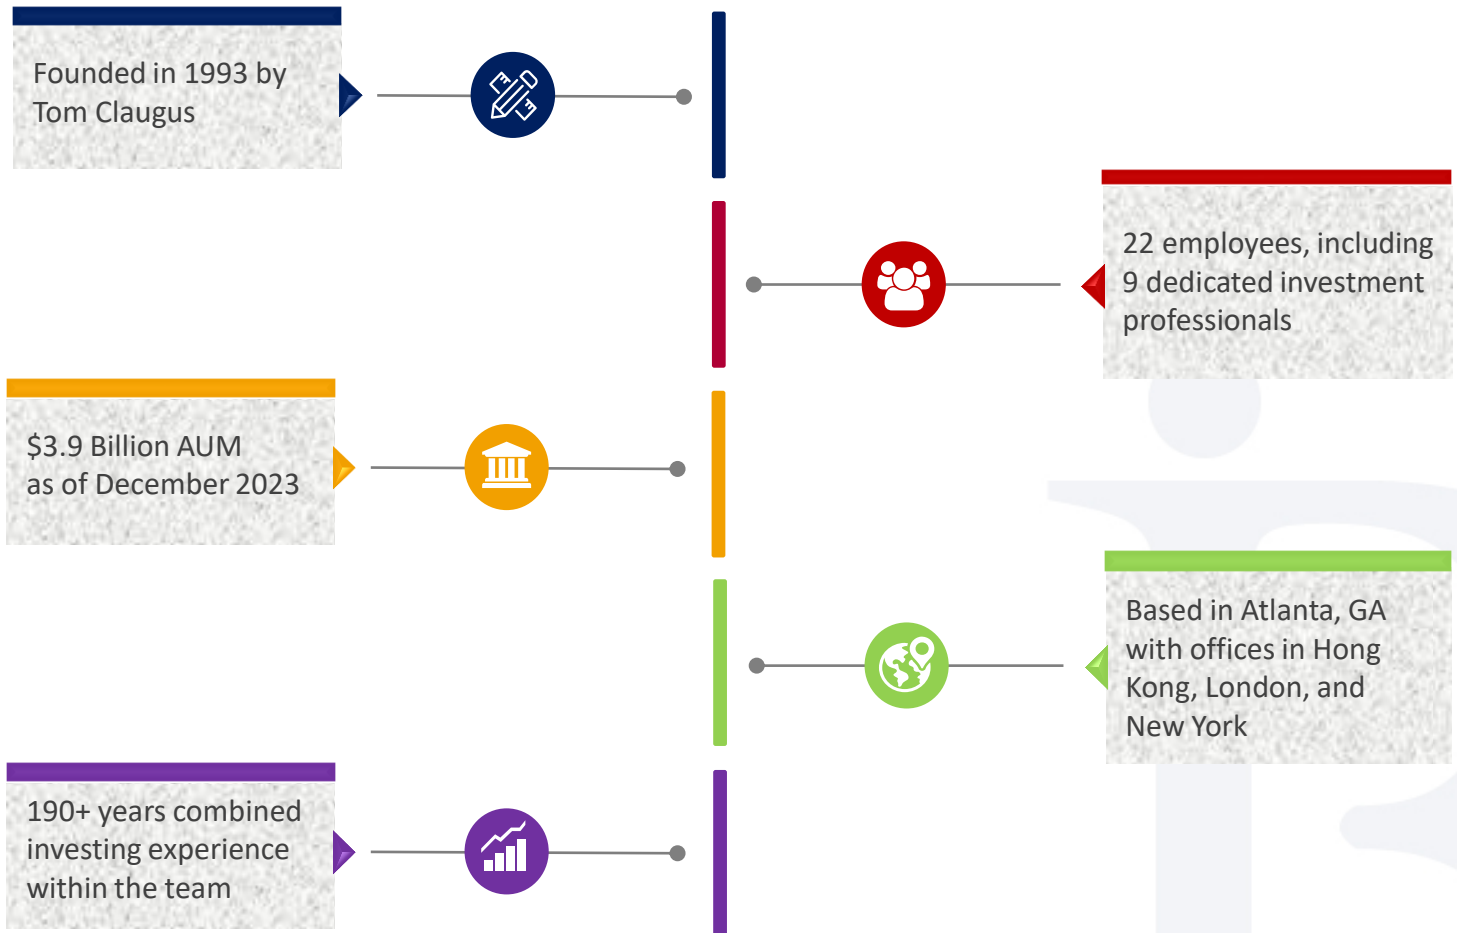 Founded in 1993 by
Tom Claugus
22 employees, including
9 dedicated investment
professionals
$3.9 Billion AUM
as of December 2023
Based in Atlanta, GA
with offices in Hong
Kong, London, and
New York
190+ years combined
investing experience
within the team